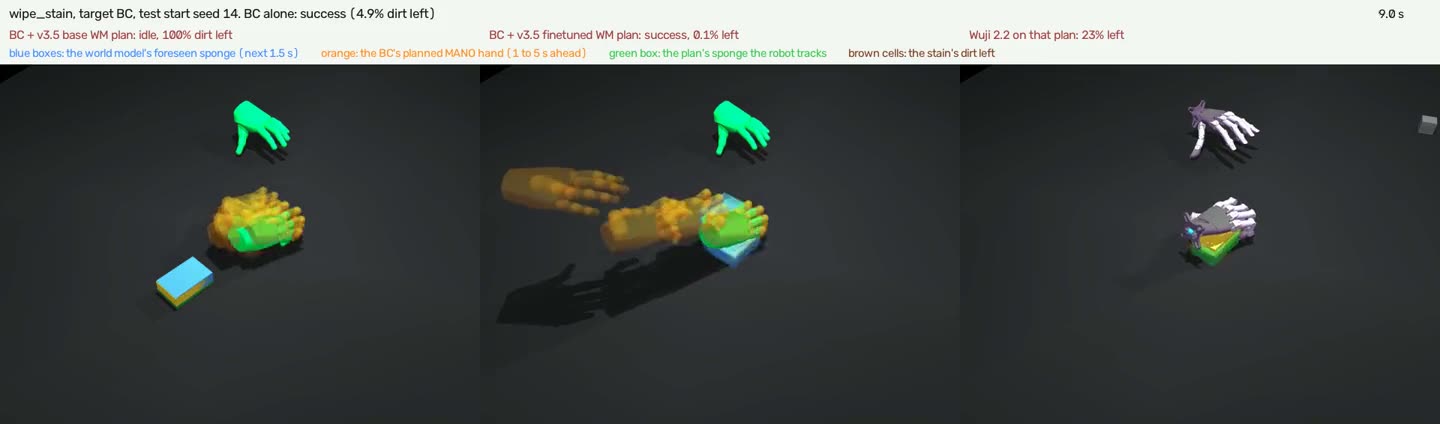 wipe_stain, target BC, test start seed 14. BC alone: success (4.9% dirt left) 9.0 s
BC + v3.5 base WM plan: idle, 100% dirt left BC + v3.5 finetuned WM plan: success, 0.1% left Wuji 2.2 on that plan: 23% left
blue boxes: the world model's foreseen sponge (next 1.5 s) orange: the BC's planned MANO hand (1 to 5 s ahead) green box: the plan's sponge the robot tracks brown cells: the stain's dirt left